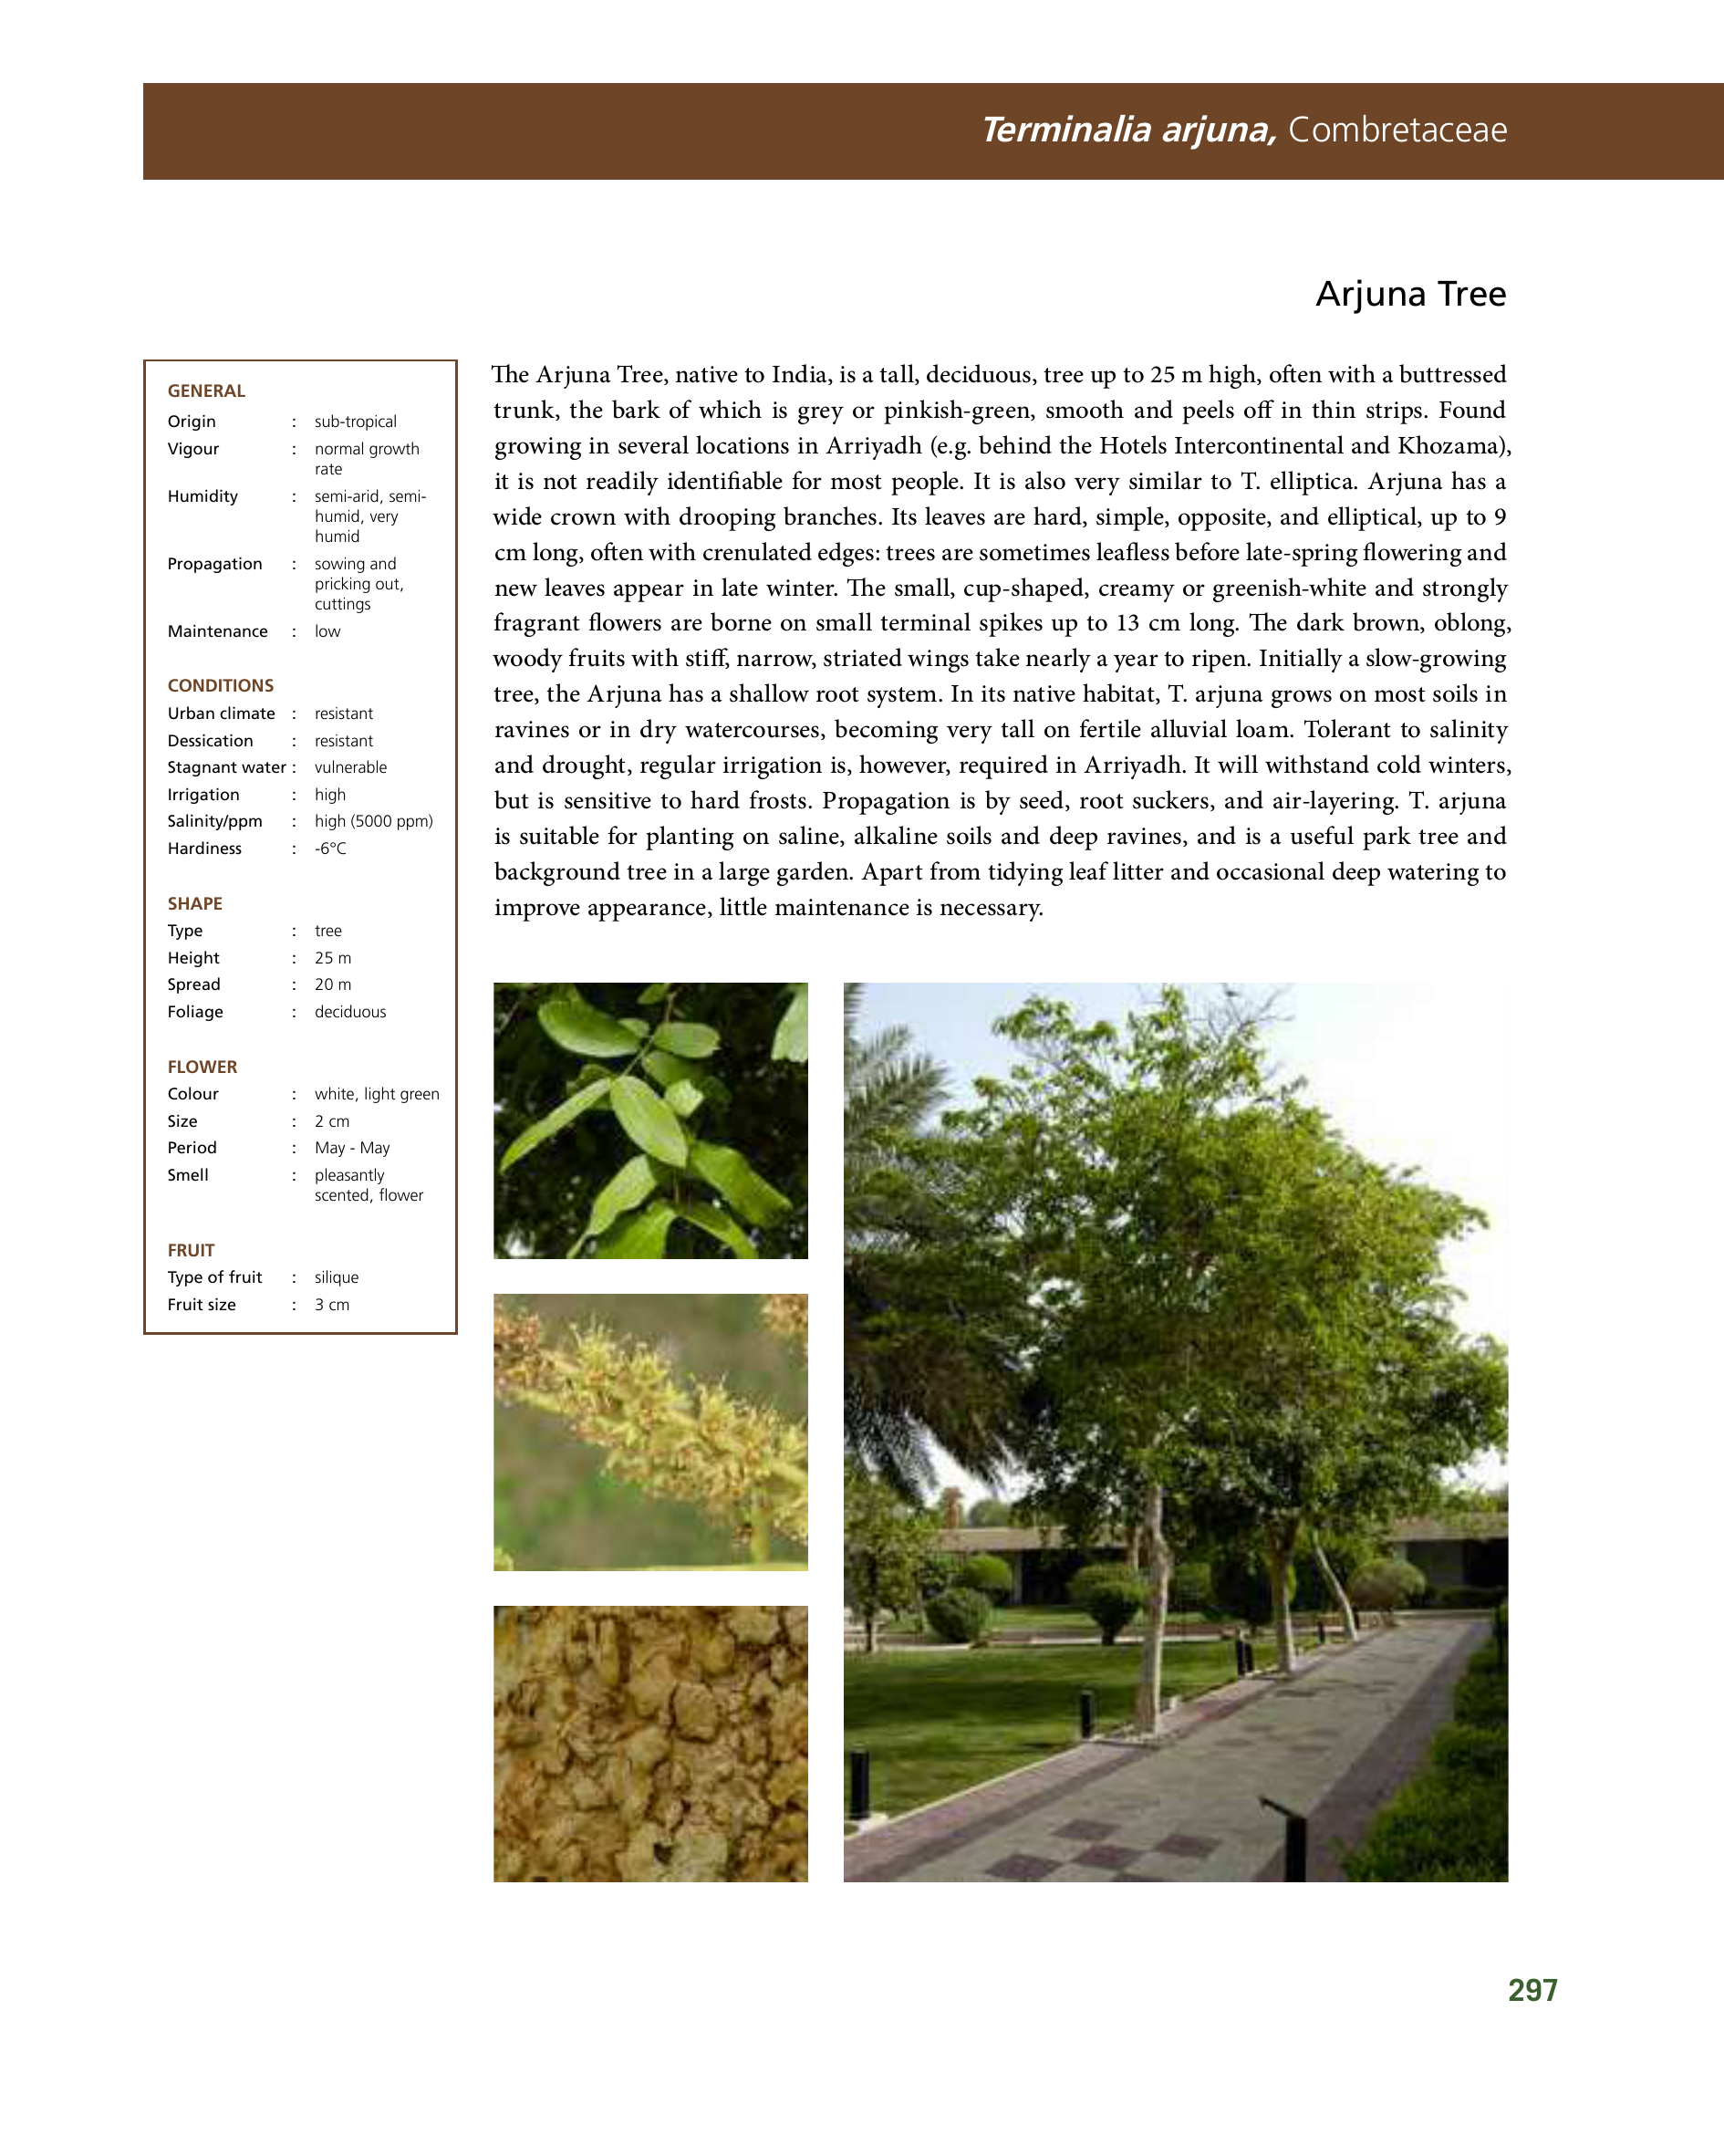 Terminalia arjuna, Combretaceae
Arjuna Tree
GENERAL
Origin : sub-tropical
Vigour : normal growth
rate
Humidity : semi-arid, semi-
humid, very
humid
Propagation : sowing and
pricking out,
cuttings
Maintenance : low
CONDITIONS
Urban climate : resistant
Dessication : resistant
Stagnant water : vulnerable
Irrigation : high
Salinity/ppm : high (5000 ppm)
Hardiness : -6°C
SHAPE
Type : tree
Height : 25 m
Spread : 20 m
Foliage : deciduous
FLOWER
Colour : white, light green
Size : 2 cm
Period : May - May
Smell : pleasantly
scented, flower
FRUIT
Type of fruit : silique
Fruit size : 3 cm
The Arjuna Tree, native to India, is a tall, deciduous, tree up to 25 m high, often with a buttressed
trunk, the bark of which is grey or pinkish-green, smooth and peels off in thin strips. Found
growing in several locations in Arriyadh (e.g. behind the Hotels Intercontinental and Khozama),
it is not readily identifiable for most people. It is also very similar to T. elliptica. Arjuna has a
wide crown with drooping branches. Its leaves are hard, simple, opposite, and elliptical, up to 9
cm long, often with crenulated edges: trees are sometimes leafless before late-spring flowering and
new leaves appear in late winter. The small, cup-shaped, creamy or greenish-white and strongly
fragrant flowers are borne on small terminal spikes up to 13 cm long. The dark brown, oblong,
woody fruits with stiff, narrow, striated wings take nearly a year to ripen. Initially a slow-growing
tree, the Arjuna has a shallow root system. In its native habitat, T. arjuna grows on most soils in
ravines or in dry watercourses, becoming very tall on fertile alluvial loam. Tolerant to salinity
and drought, regular irrigation is, however, required in Arriyadh. It will withstand cold winters,
but is sensitive to hard frosts. Propagation is by seed, root suckers, and air-layering. T. arjuna
is suitable for planting on saline, alkaline soils and deep ravines, and is a useful park tree and
background tree in a large garden. Apart from tidying leaf litter and occasional deep watering to
improve appearance, little maintenance is necessary.
297